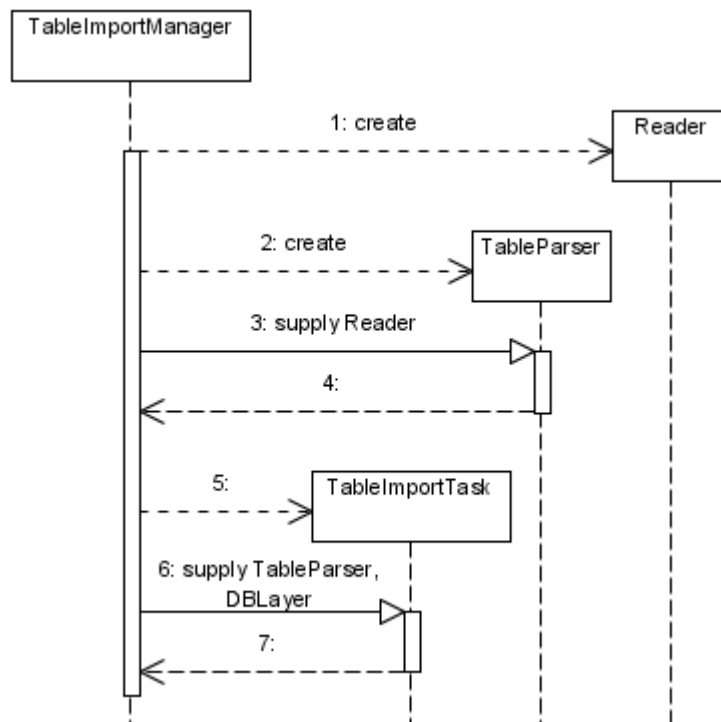 TableImportManager
1: create
Reader
2: create
TableParser
3: supply Reader
4:
5:
TableImportTask
6: supply TableParser,
DBLayer
7: